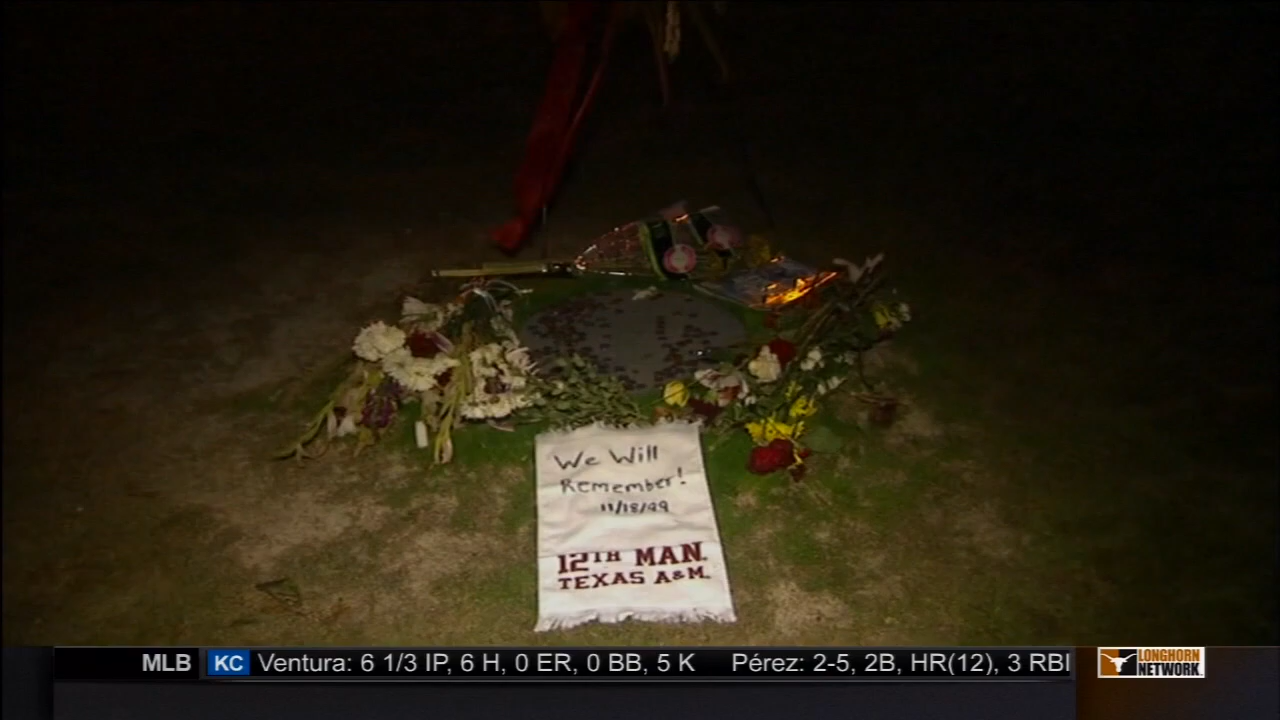 We Will
Remember!
11/18/99
12TH MAN.
TEXAS A&M.
MLB KC Ventura: 6 1/3 IP, 6 H, 0 ER, 0 BB, 5 K Pérez: 2-5, 2B, HR(12), 3 RBI
LONGHORN
NETWORK